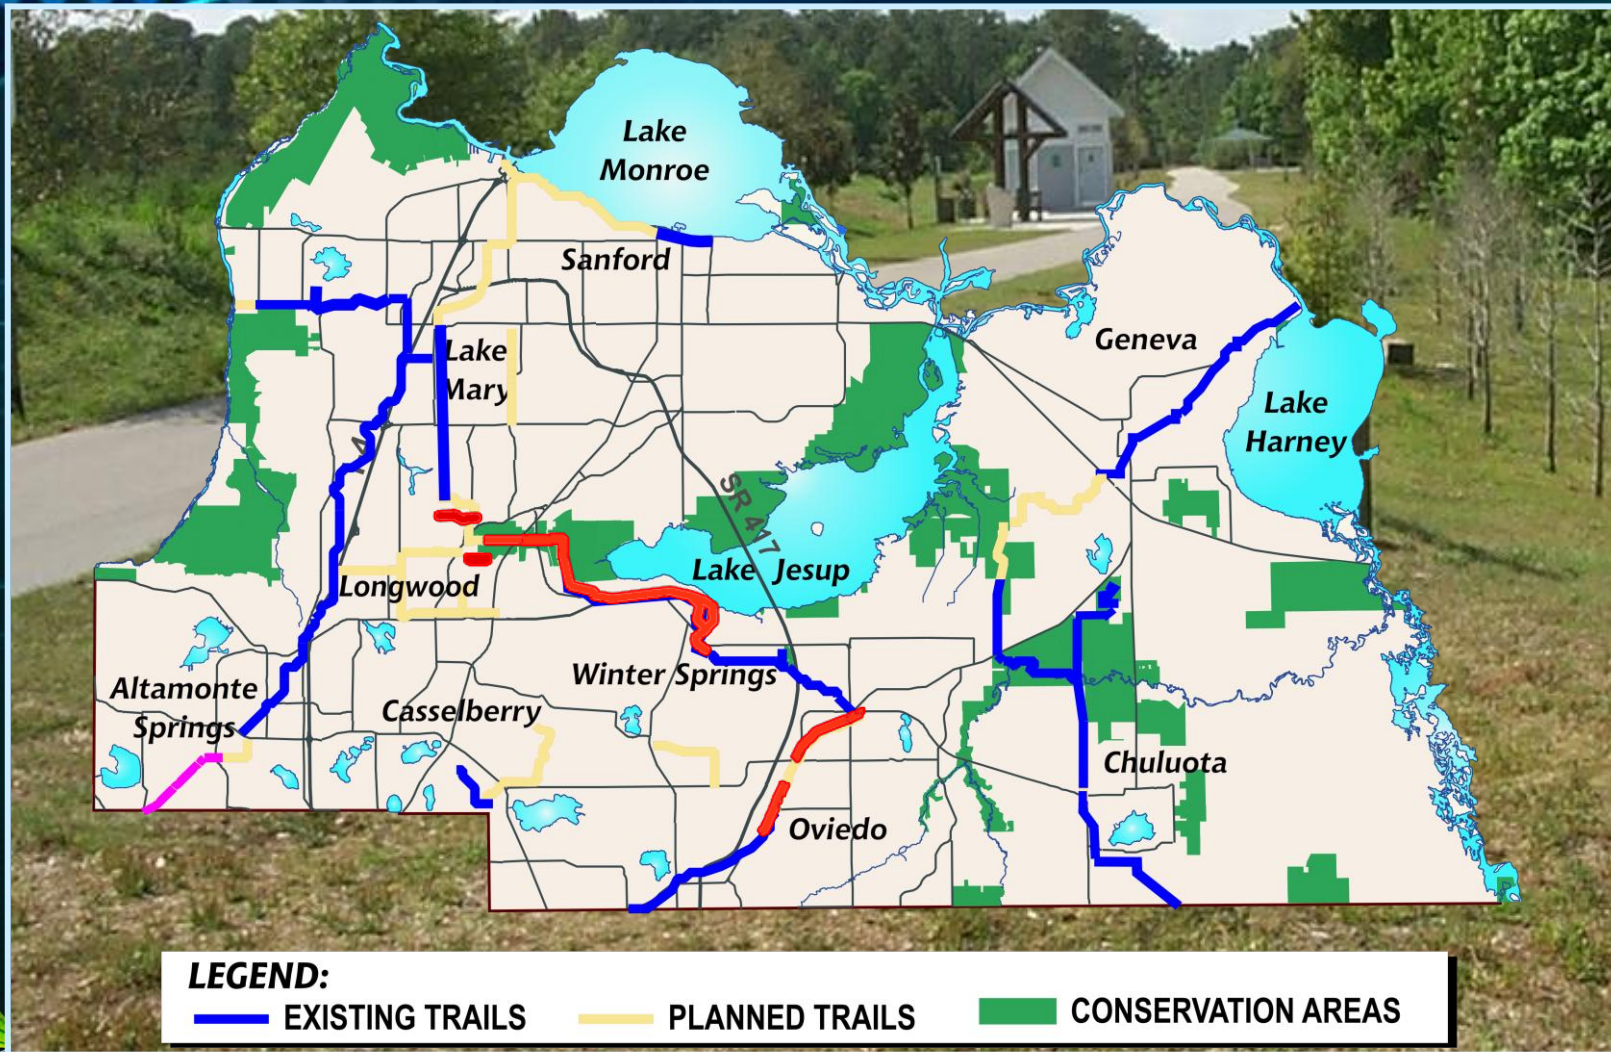 Lake
Monroe
Sanford
Geneva
Lake
Mary
Lake
Harney
SR 417
Lake Jesup
Longwood
Winter Springs
Altamonte
Springs
Casselberry
Chuluota
Oviedo
LEGEND:
EXISTING TRAILS
PLANNED TRAILS
CONSERVATION AREAS